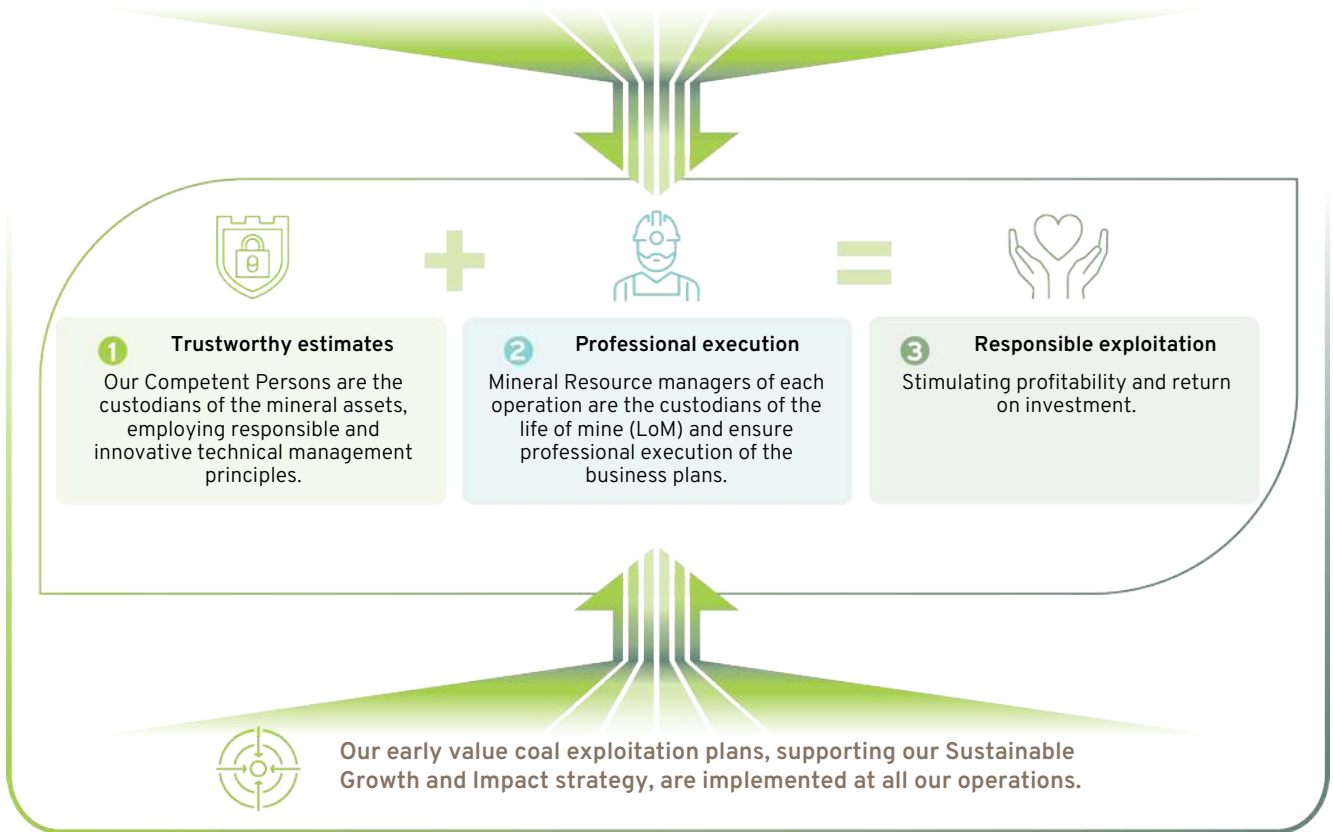 1 Trustworthy estimates
Our Competent Persons are the
custodians of the mineral assets,
employing responsible and
innovative technical management
principles.
2 Professional execution
Mineral Resource managers of each
operation are the custodians of the
life of mine (LoM) and ensure
professional execution of the
business plans.
3 Responsible exploitation
Stimulating profitability and return
on investment.
Our early value coal exploitation plans, supporting our Sustainable
Growth and Impact strategy, are implemented at all our operations.